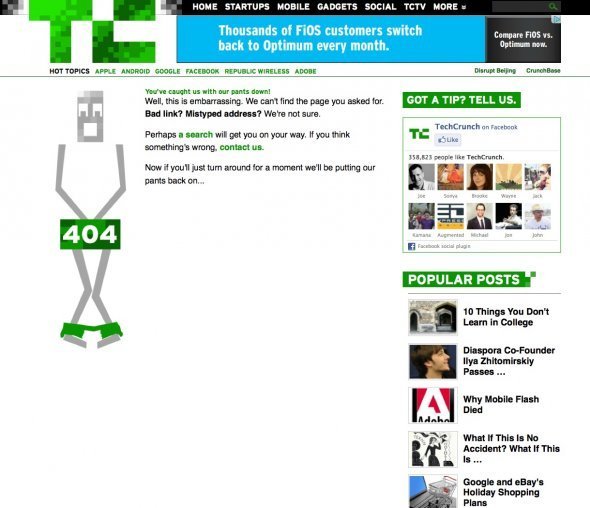 TC
HOME STARTUPS MOBILE GADGETS SOCIAL TCTV MORE
Thousands of FiOS customers switch
back to Optimum every month.
Compare FiOS vs.
Optimum now.
HOT TOPICS APPLE ANDROID GOOGLE FACEBOOK REPUBLIC WIRELESS ADOBE
Disrupt Beijing CrunchBase
You've caught us with our pants down!
Well, this is embarrassing. We can't find the page you asked for.
Bad link? Mistyped address? We're not sure.
Perhaps a search will get you on your way. If you think
something's wrong, contact us.
Now if you'll just turn around for a moment we'll be putting our
pants back on...
404
GOT A TIP? TELL US.
TC
TechCrunch on Facebook
Like
358,823 people like TechCrunch.
Joe Sonya Brooke Wayne Jack
Kamana Augmented Michael Jon John
Facebook social plugin
POPULAR POSTS
10 Things You Don't
Learn in College
Diaspora Co-Founder
Ilya Zhitomirskiy
Passes …
Why Mobile Flash
Died
Adobe
What If This Is No
Accident? What If This
Is …
Google and eBay's
Holiday Shopping
Plans